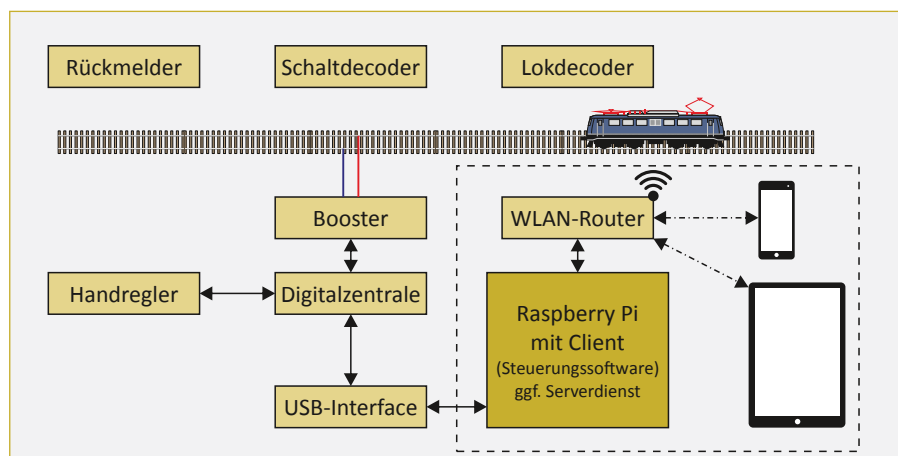 Rückmelder
Schaltdecoder
Lokdecoder
Booster
WLAN-Router
Handregler
Digitalzentrale
Raspberry Pi
mit Client
(Steuerungssoftware)
ggf. Serverdienst
USB-Interface